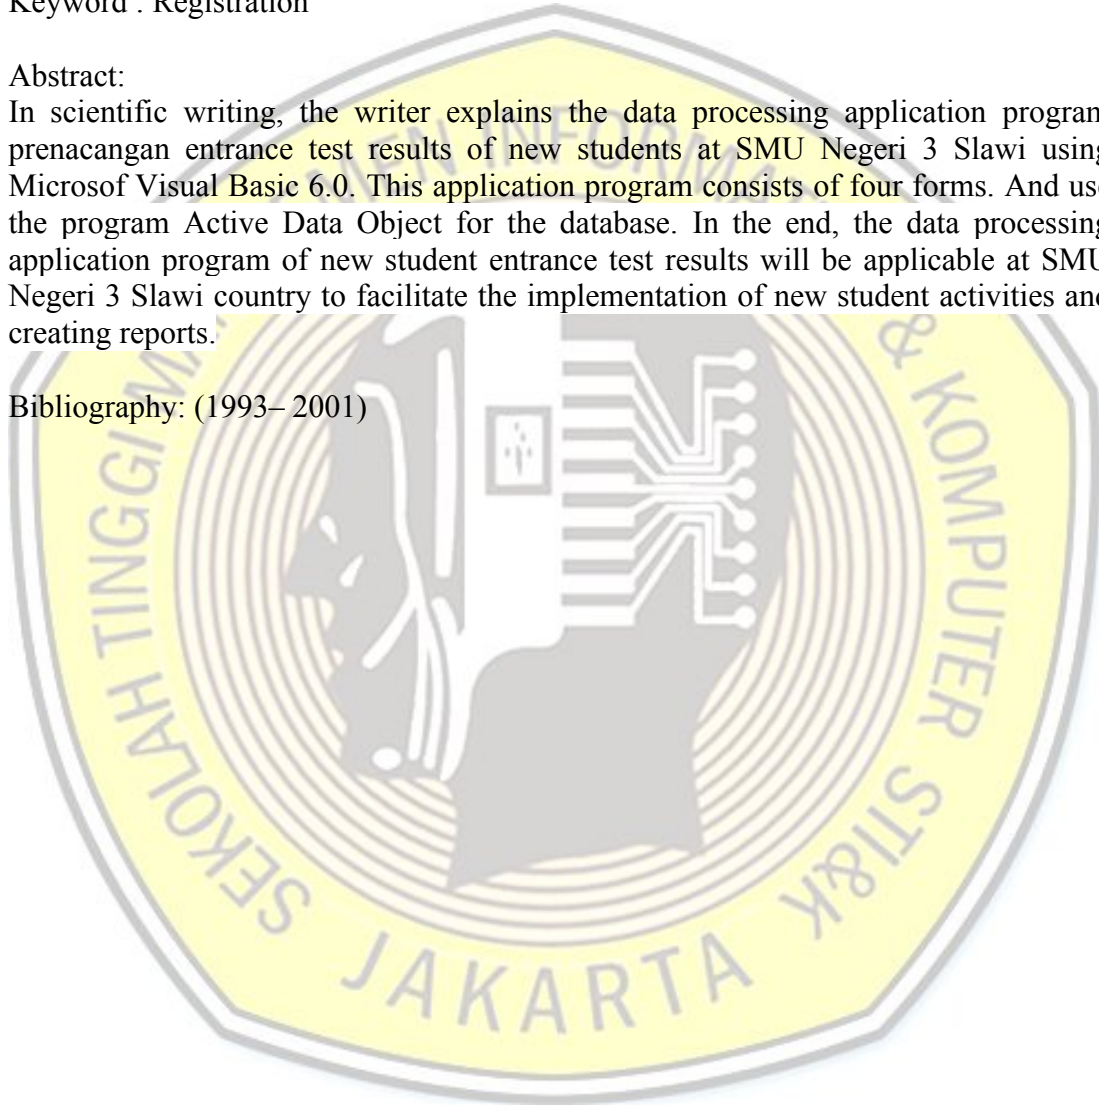 Keyword : Registration
Abstract:
In scientific writing, the writer explains the data processing application program
prenacangan entrance test results of new students at SMU Negeri 3 Slawi using
Microsof Visual Basic 6.0. This application program consists of four forms. And use
the program Active Data Object for the database. In the end, the data processing
application program of new student entrance test results will be applicable at SMU
Negeri 3 Slawi country to facilitate the implementation of new student activities and
creating reports.
Bibliography: (1993– 2001)
SEKOLAH TINGGI MANAJEMEN INFORMATIKA & KOMPUTER STI&K
JAKARTA